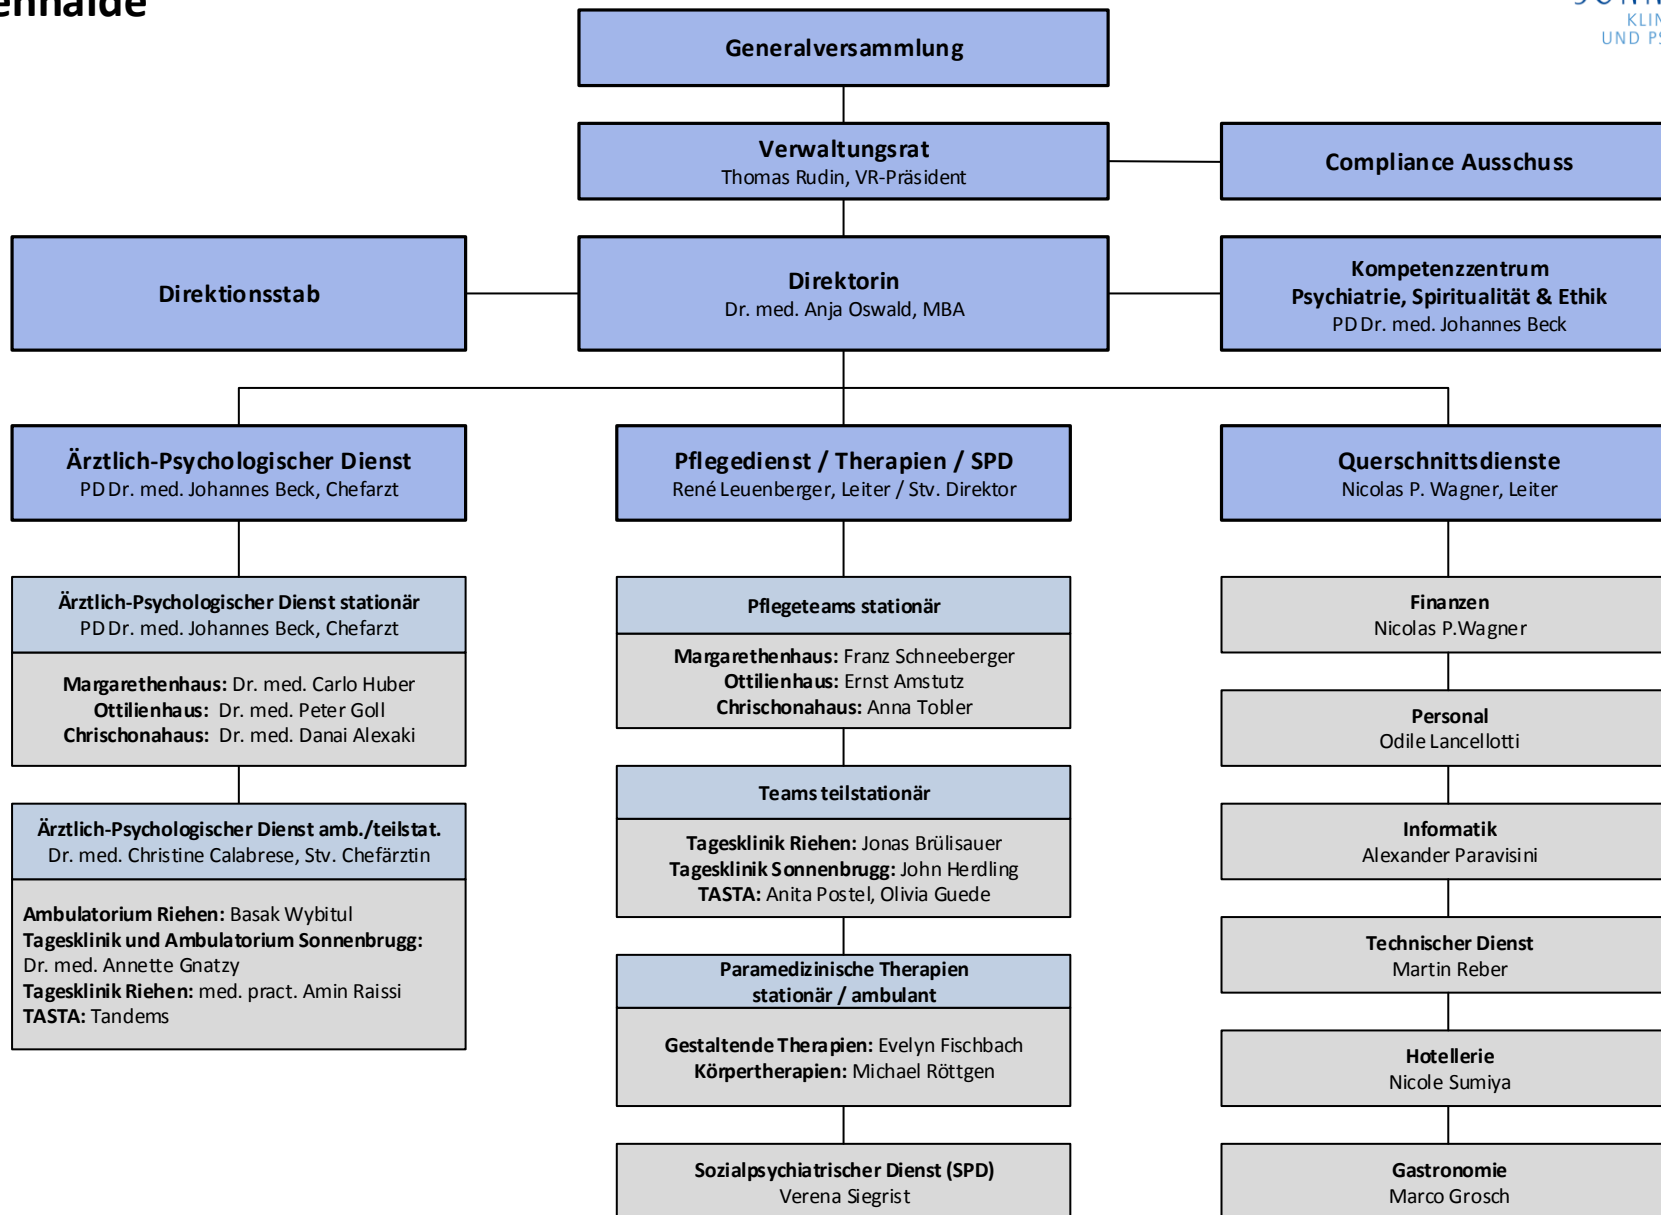 Generalversammlung
Verwaltungsrat
Thomas Rudin, VR-Präsident
Compliance Ausschuss
Direktionsstab
Direktorin
Dr. med. Anja Oswald, MBA
Kompetenzzentrum
Psychiatrie, Spiritualität & Ethik
PD Dr. med. Johannes Beck
Ärztlich-Psychologischer Dienst
PD Dr. med. Johannes Beck, Chefarzt
Pflegedienst / Therapien / SPD
René Leuenberger, Leiter / Stv. Direktor
Querschnittsdienste
Nicolas P. Wagner, Leiter
Ärztlich-Psychologischer Dienst stationär
PD Dr. med. Johannes Beck, Chefarzt
Margarethenhaus: Dr. med. Carlo Huber
Ottilienhaus: Dr. med. Peter Goll
Chrischonahaus: Dr. med. Danai Alexaki
Ärztlich-Psychologischer Dienst amb./teilstat.
Dr. med. Christine Calabrese, Stv. Chefärztin
Ambulatorium Riehen: Basak Wybitul
Tagesklinik und Ambulatorium Sonnenbrugg:
Dr. med. Annette Gnatzy
Tagesklinik Riehen: med. pract. Amin Raissi
TASTA: Tandems
Pflegeteams stationär
Margarethenhaus: Franz Schneeberger
Ottilienhaus: Ernst Amstutz
Chrischonahaus: Anna Tobler
Teams teilstationär
Tagesklinik Riehen: Jonas Brülisauer
Tagesklinik Sonnenbrugg: John Herdling
TASTA: Anita Postel, Olivia Guede
Paramedizinische Therapien
stationär / ambulant
Gestaltende Therapien: Evelyn Fischbach
Körpertherapien: Michael Röttgen
Sozialpsychiatrischer Dienst (SPD)
Verena Siegrist
Finanzen
Nicolas P.Wagner
Personal
Odile Lancellotti
Informatik
Alexander Paravisini
Technischer Dienst
Martin Reber
Hotellerie
Nicole Sumiya
Gastronomie
Marco Grosch